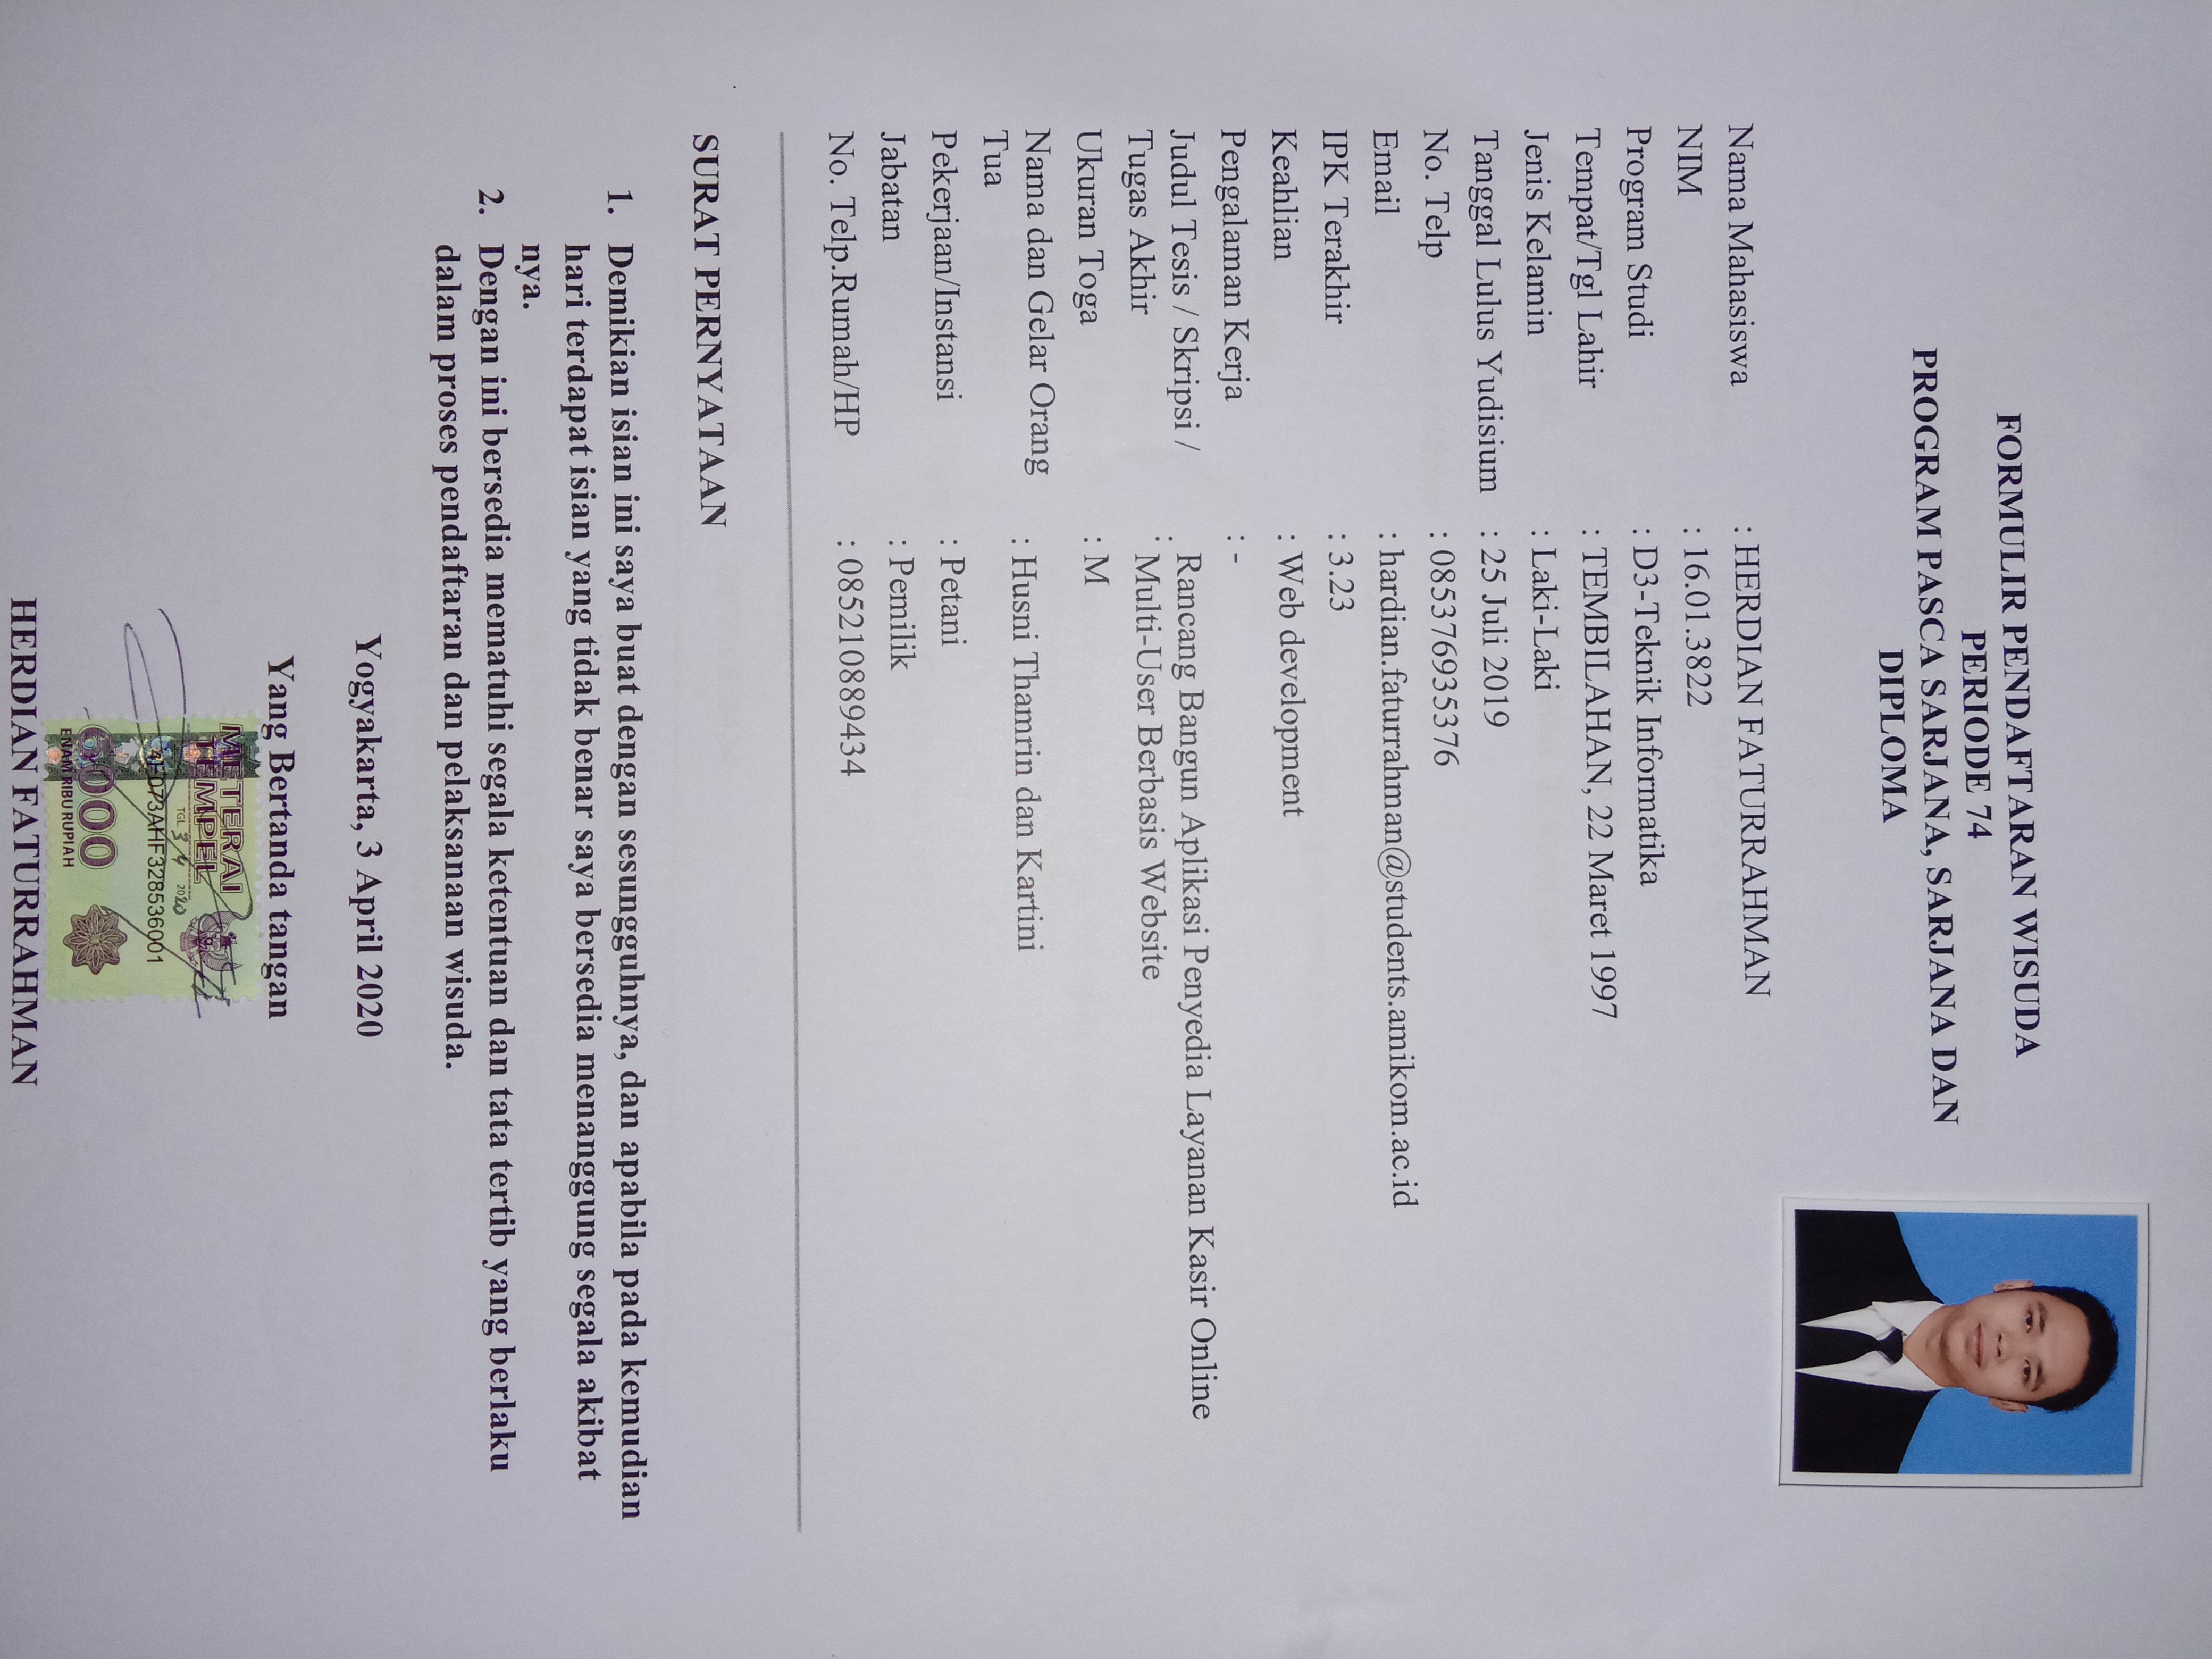 FORMULIR PENDAFTARAN WISUDA
PERIODE 74
PROGRAM PASCA SARJANA, SARJANA DAN
DIPLOMA
Nama Mahasiswa : HERDIAN FATURRAHMAN
NIM : 16.01.3822
Program Studi : D3-Teknik Informatika
Tempat/Tgl Lahir : TEMBILAHAN, 22 Maret 1997
Jenis Kelamin : Laki-Laki
Tanggal Lulus Yudisium : 25 Juli 2019
No. Telp : 085376935376
Email : hardian.faturrahman@students.amikom.ac.id
IPK Terakhir : 3.23
Keahlian : Web development
Pengalaman Kerja : -
Judul Tesis / Skripsi / : Rancang Bangun Aplikasi Penyedia Layanan Kasir Online
Tugas Akhir Multi-User Berbasis Website
Ukuran Toga : M
Nama dan Gelar Orang
Tua : Husni Thamrin dan Kartini
Pekerjaan/Instansi : Petani
Jabatan : Pemilik
No. Telp.Rumah/HP : 085210889434
SURAT PERNYATAAN
1. Demikian isian ini saya buat dengan sesungguhnya, dan apabila pada kemudian
hari terdapat isian yang tidak benar saya bersedia menanggung segala akibat
nya.
2. Dengan ini bersedia mematuhi segala ketentuan dan tata tertib yang berlaku
dalam proses pendaftaran dan pelaksanaan wisuda.
Yogyakarta, 3 April 2020
Yang Bertanda tangan
METERAI
TEMPEL
TGL. 3/4 2020
073AHF328536001
6000
ENAM RIBU RUPIAH
HERDIAN FATURRAHMAN